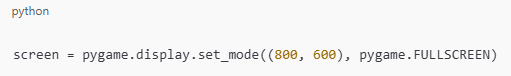 python
screen = pygame.display.set_mode((800, 600), pygame.FULLSCREEN)